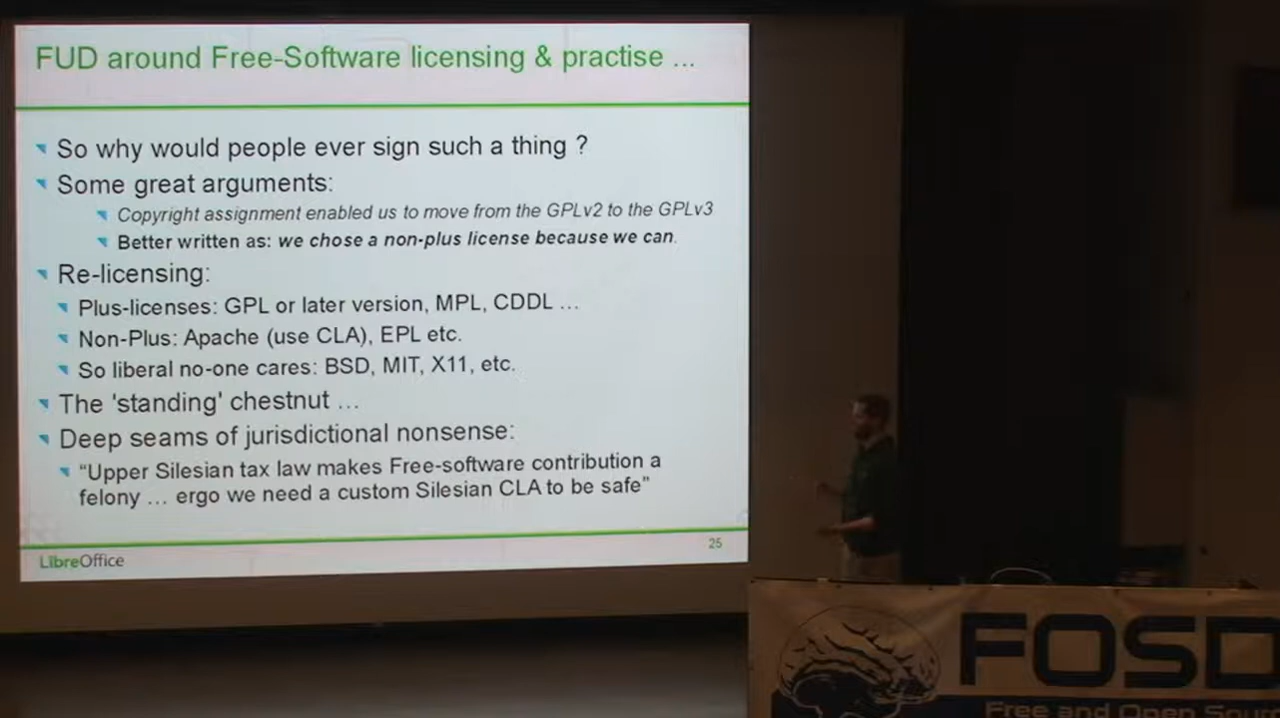 FUD around Free-Software licensing & practise ...
So why would people ever sign such a thing ?
Some great arguments:
Copyright assignment enabled us to move from the GPLv2 to the GPLv3
Better written as: we chose a non-plus license because we can.
Re-licensing:
Plus-licenses: GPL or later version, MPL, CDDL ...
Non-Plus: Apache (use CLA), EPL etc.
So liberal no-one cares: BSD, MIT, X11, etc.
The 'standing' chestnut ...
Deep seams of jurisdictional nonsense:
“Upper Silesian tax law makes Free-software contribution a
felony ... ergo we need a custom Silesian CLA to be safe”
25
LibreOffice
FOSD
Free and Open Sour